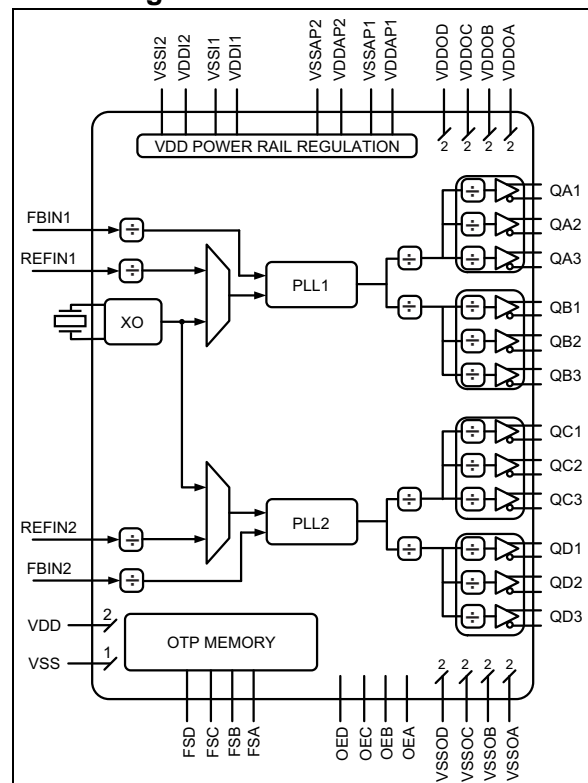 VSSI2
VDDI2
VSSI1
VDDI1
VSSAP2
VDDAP2
VSSAP1
VDDAP1
VDDOD
VDDOC
VDDOB
VDDOA
2 2 2 2
VDD POWER RAIL REGULATION
FBIN1
÷
REFIN1
÷
XO
PLL1
÷
÷
÷ QA1
÷ QA2
÷ QA3
÷ QB1
÷ QB2
÷ QB3
REFIN2
÷
FBIN2
÷
PLL2
÷
÷
÷ QC1
÷ QC2
÷ QC3
÷ QD1
÷ QD2
÷ QD3
VDD 2
VSS 1
OTP MEMORY
FSD
FSC
FSB
FSA
OED
OEC
OEB
OEA
2 2 2 2
VSSOD
VSSOC
VSSOB
VSSOA